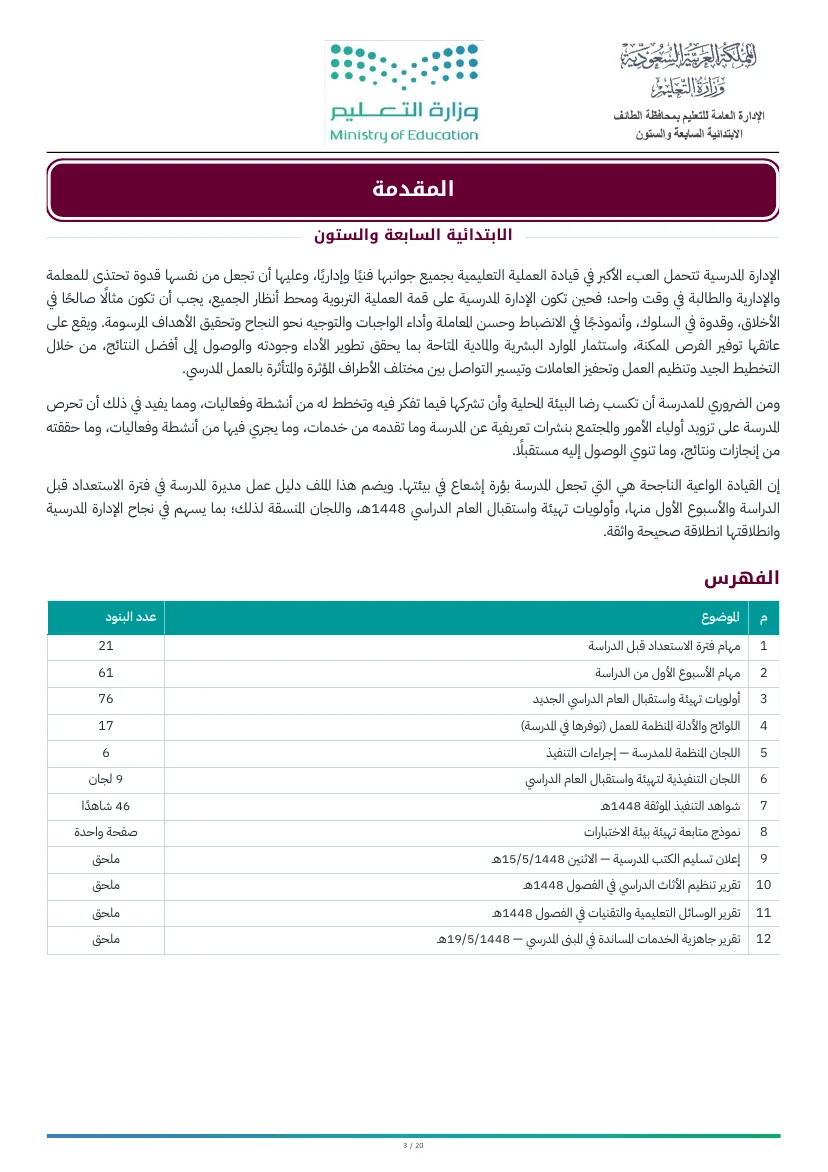 المملكة العربية السعودية
وزارة التعليم
الإدارة العامة للتعليم بمحافظة الطائف
الابتدائية السابعة والستون
وزارة التعليم
Ministry of Education
المقدمة
الابتدائية السابعة والستون
الإدارة المدرسية تتحمل العبء الأكبر في قيادة العملية التعليمية بجميع جوانبها فنيًا وإداريًا، وعليها أن تجعل من نفسها قدوة تحتذى للمعلمة
والإدارية والطالبة في وقت واحد؛ فحين تكون الإدارة المدرسية على قمة العملية التربوية ومحط أنظار الجميع، يجب أن تكون مثالًا صالحًا في
الأخلاق، وقدوة في السلوك، وأنموذجًا في الانضباط وحسن المعاملة وأداء الواجبات والتوجيه نحو النجاح وتحقيق الأهداف المرسومة. ويقع على
عاتقها توفير الفرص الممكنة، واستثمار الموارد البشرية والمادية المتاحة بما يحقق تطوير الأداء وجودته والوصول إلى أفضل النتائج، من خلال
التخطيط الجيد وتنظيم العمل وتحفيز العاملات وتيسير التواصل بين مختلف الأطراف المؤثرة والمتأثرة بالعمل المدرسي.
ومن الضروري للمدرسة أن تكسب رضا البيئة المحلية وأن تشركها فيما تفكر فيه وتخطط له من أنشطة وفعاليات، ومما يفيد في ذلك أن تحرص
المدرسة على تزويد أولياء الأمور والمجتمع بنشرات تعريفية عن المدرسة وما تقدمه من خدمات، وما يجري فيها من أنشطة وفعاليات، وما حققته
من إنجازات ونتائج، وما تنوي الوصول إليه مستقبلًا.
إن القيادة الواعية الناجحة هي التي تجعل المدرسة بؤرة إشعاع في بيئتها. ويضم هذا الملف دليل عمل مديرة المدرسة في فترة الاستعداد قبل
الدراسة والأسبوع الأول منها، وأولويات تهيئة واستقبال العام الدراسي 1448هـ، واللجان المنسقة لذلك؛ بما يسهم في نجاح الإدارة المدرسية
وانطلاقتها انطلاقة صحيحة واثقة.
الفهرس
م الموضوع عدد البنود
1 مهام فترة الاستعداد قبل الدراسة 21
2 مهام الأسبوع الأول من الدراسة 61
3 أولويات تهيئة واستقبال العام الدراسي الجديد 76
4 اللوائح والأدلة المنظمة للعمل (توفرها في المدرسة) 17
5 اللجان المنظمة للمدرسة — إجراءات التنفيذ 6
6 اللجان التنفيذية لتهيئة واستقبال العام الدراسي 9 لجان
7 شواهد التنفيذ الموثقة 1448هـ 46 شاهدًا
8 نموذج متابعة تهيئة بيئة الاختبارات صفحة واحدة
9 إعلان تسليم الكتب المدرسية — الاثنين 15/5/1448هـ ملحق
10 تقرير تنظيم الأثاث الدراسي في الفصول 1448هـ ملحق
11 تقرير الوسائل التعليمية والتقنيات في الفصول 1448هـ ملحق
12 تقرير جاهزية الخدمات المساندة في المبنى المدرسي — 19/5/1448هـ ملحق
3 / 20